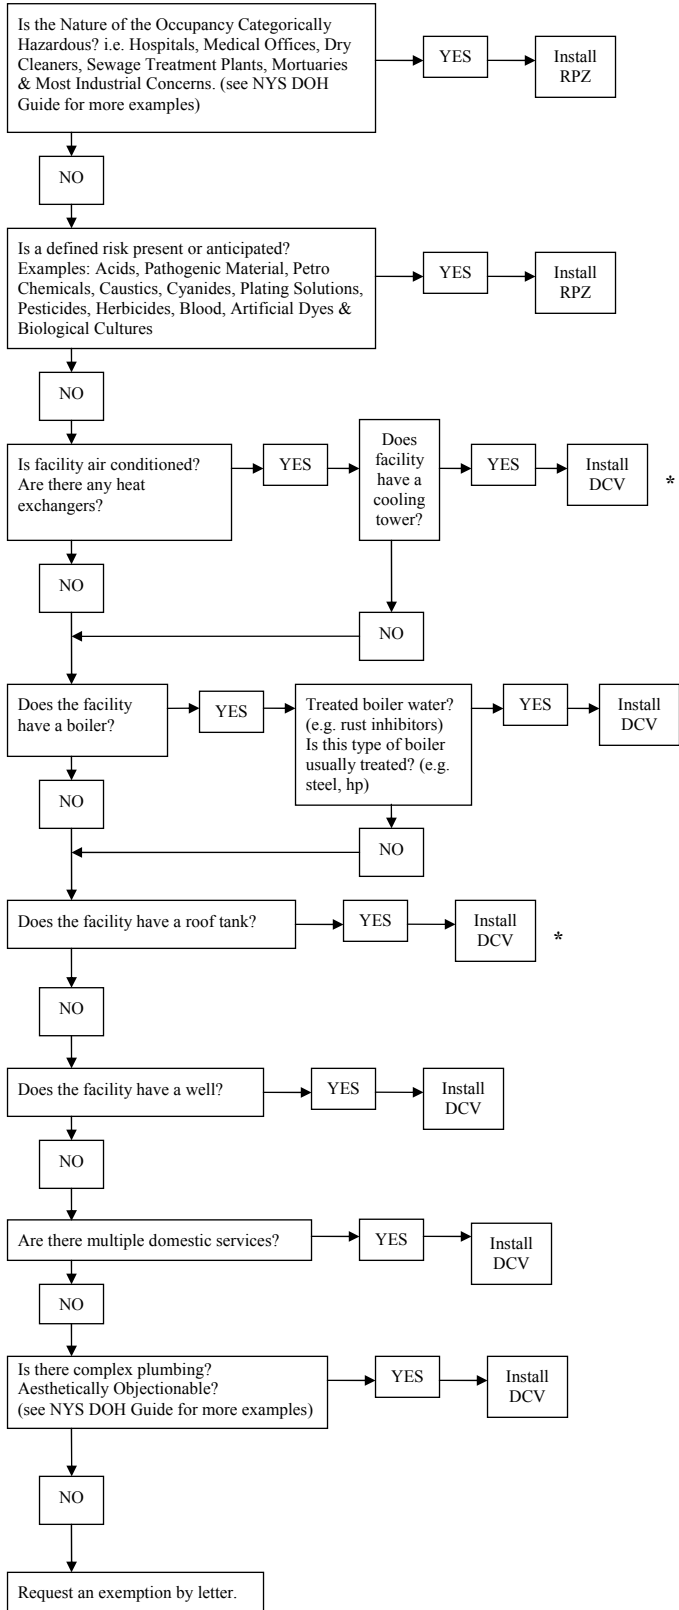 Is the Nature of the Occupancy Categorically
Hazardous? i.e. Hospitals, Medical Offices, Dry
Cleaners, Sewage Treatment Plants, Mortuaries
& Most Industrial Concerns. (see NYS DOH
Guide for more examples)
YES
Install
RPZ
NO
Is a defined risk present or anticipated?
Examples: Acids, Pathogenic Material, Petro
Chemicals, Caustics, Cyanides, Plating Solutions,
Pesticides, Herbicides, Blood, Artificial Dyes &
Biological Cultures
YES
Install
RPZ
NO
Is facility air conditioned?
Are there any heat
exchangers?
YES
Does
facility
have a
cooling
tower?
YES
Install
DCV
*
NO
NO
Does the facility
have a boiler?
YES
Treated boiler water?
(e.g. rust inhibitors)
Is this type of boiler
usually treated? (e.g.
steel, hp)
YES
Install
DCV
NO
NO
Does the facility have a roof tank?
YES
Install
DCV
*
NO
Does the facility have a well?
YES
Install
DCV
NO
Are there multiple domestic services?
YES
Install
DCV
NO
Is there complex plumbing?
Aesthetically Objectionable?
(see NYS DOH Guide for more examples)
YES
Install
DCV
NO
Request an exemption by letter.